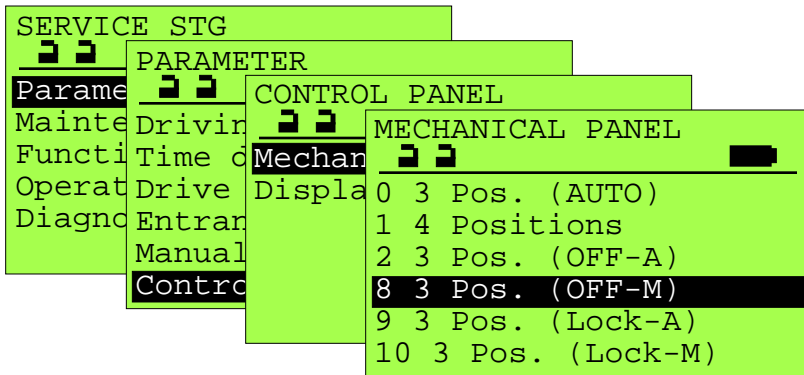 SERVICE STG
Parame
Mainte
Functi
Operat
Diagno
PARAMETER
Drivin
Time d
Drive
Entran
Manual
Contro
CONTROL PANEL
Mechan
Displa
MECHANICAL PANEL
0 3 Pos. (AUTO)
1 4 Positions
2 3 Pos. (OFF-A)
8 3 Pos. (OFF-M)
9 3 Pos. (Lock-A)
10 3 Pos. (Lock-M)